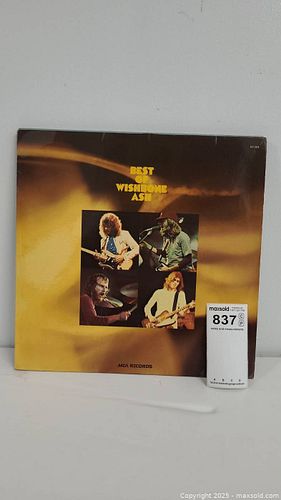 BEST
OF
WISHBONE
ASH
MCA RECORDS
maxsold
837
Copyright © 2025 - maxsold.com